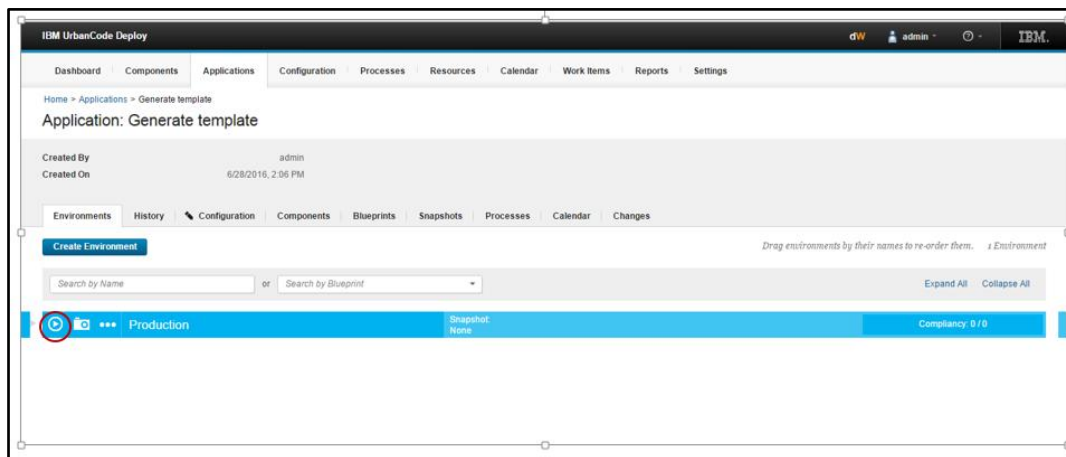 IBM UrbanCode Deploy dW admin IBM.
Dashboard Components Applications Configuration Processes Resources Calendar Work Items Reports Settings
Home > Applications > Generate template
Application: Generate template
Created By admin
Created On 6/28/2016, 2:06 PM
Environments History Configuration Components Blueprints Snapshots Processes Calendar Changes
Create Environment Drag environments by their names to re-order them. 1 Environment
Search by Name or Search by Blueprint Expand All Collapse All
Production Snapshot: Compliancy: 0 / 0
None